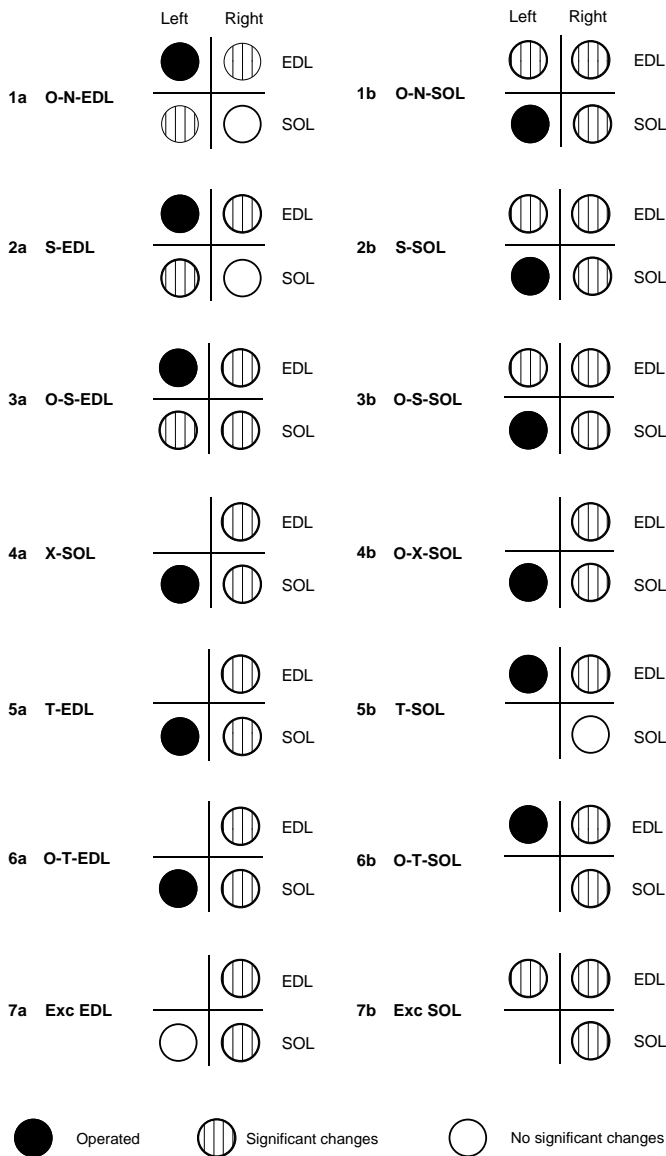 Left Right Left Right
EDL EDL
1a O-N-EDL 1b O-N-SOL
SOL SOL
EDL EDL
2a S-EDL 2b S-SOL
SOL SOL
EDL EDL
3a O-S-EDL 3b O-S-SOL
SOL SOL
EDL EDL
4a X-SOL 4b O-X-SOL
SOL SOL
EDL EDL
5a T-EDL 5b T-SOL
SOL SOL
EDL EDL
6a O-T-EDL 6b O-T-SOL
SOL SOL
EDL EDL
7a Exc EDL 7b Exc SOL
SOL SOL
Operated Significant changes No significant changes